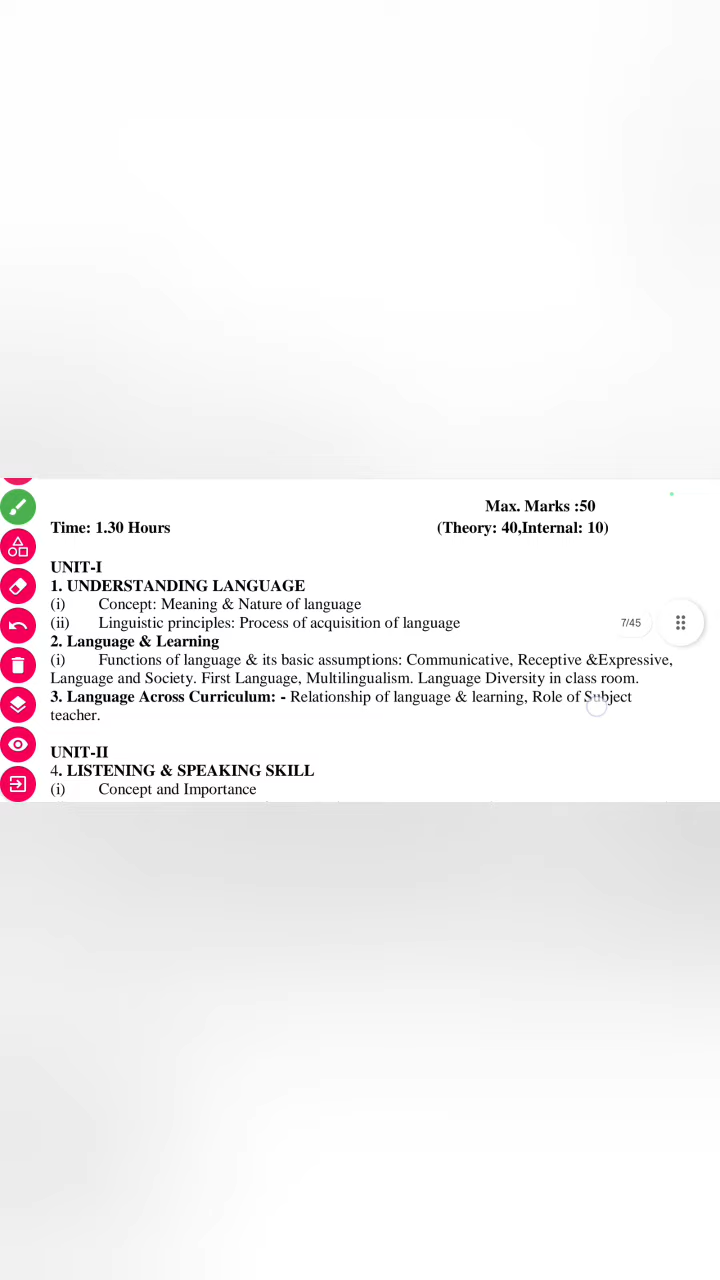 Max. Marks :50
Time: 1.30 Hours (Theory: 40,Internal: 10)
UNIT-I
1. UNDERSTANDING LANGUAGE
(i) Concept: Meaning & Nature of language
(ii) Linguistic principles: Process of acquisition of language
7/45
2. Language & Learning
(i) Functions of language & its basic assumptions: Communicative, Receptive &Expressive,
Language and Society. First Language, Multilingualism. Language Diversity in class room.
3. Language Across Curriculum: - Relationship of language & learning, Role of Subject
teacher.
UNIT-II
4. LISTENING & SPEAKING SKILL
(i) Concept and Importance